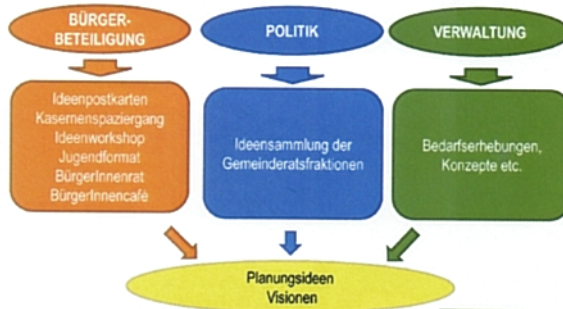 BÜRGER-
BETEILIGUNG
POLITIK
VERWALTUNG
Ideenpostkarten
Kasernenspaziergang
Ideenworkshop
Jugendformat
BürgerInnenrat
BürgerInnencafé
Ideensammlung der
Gemeinderatsfraktionen
Bedarfserhebungen,
Konzepte etc.
Planungsideen
Visionen